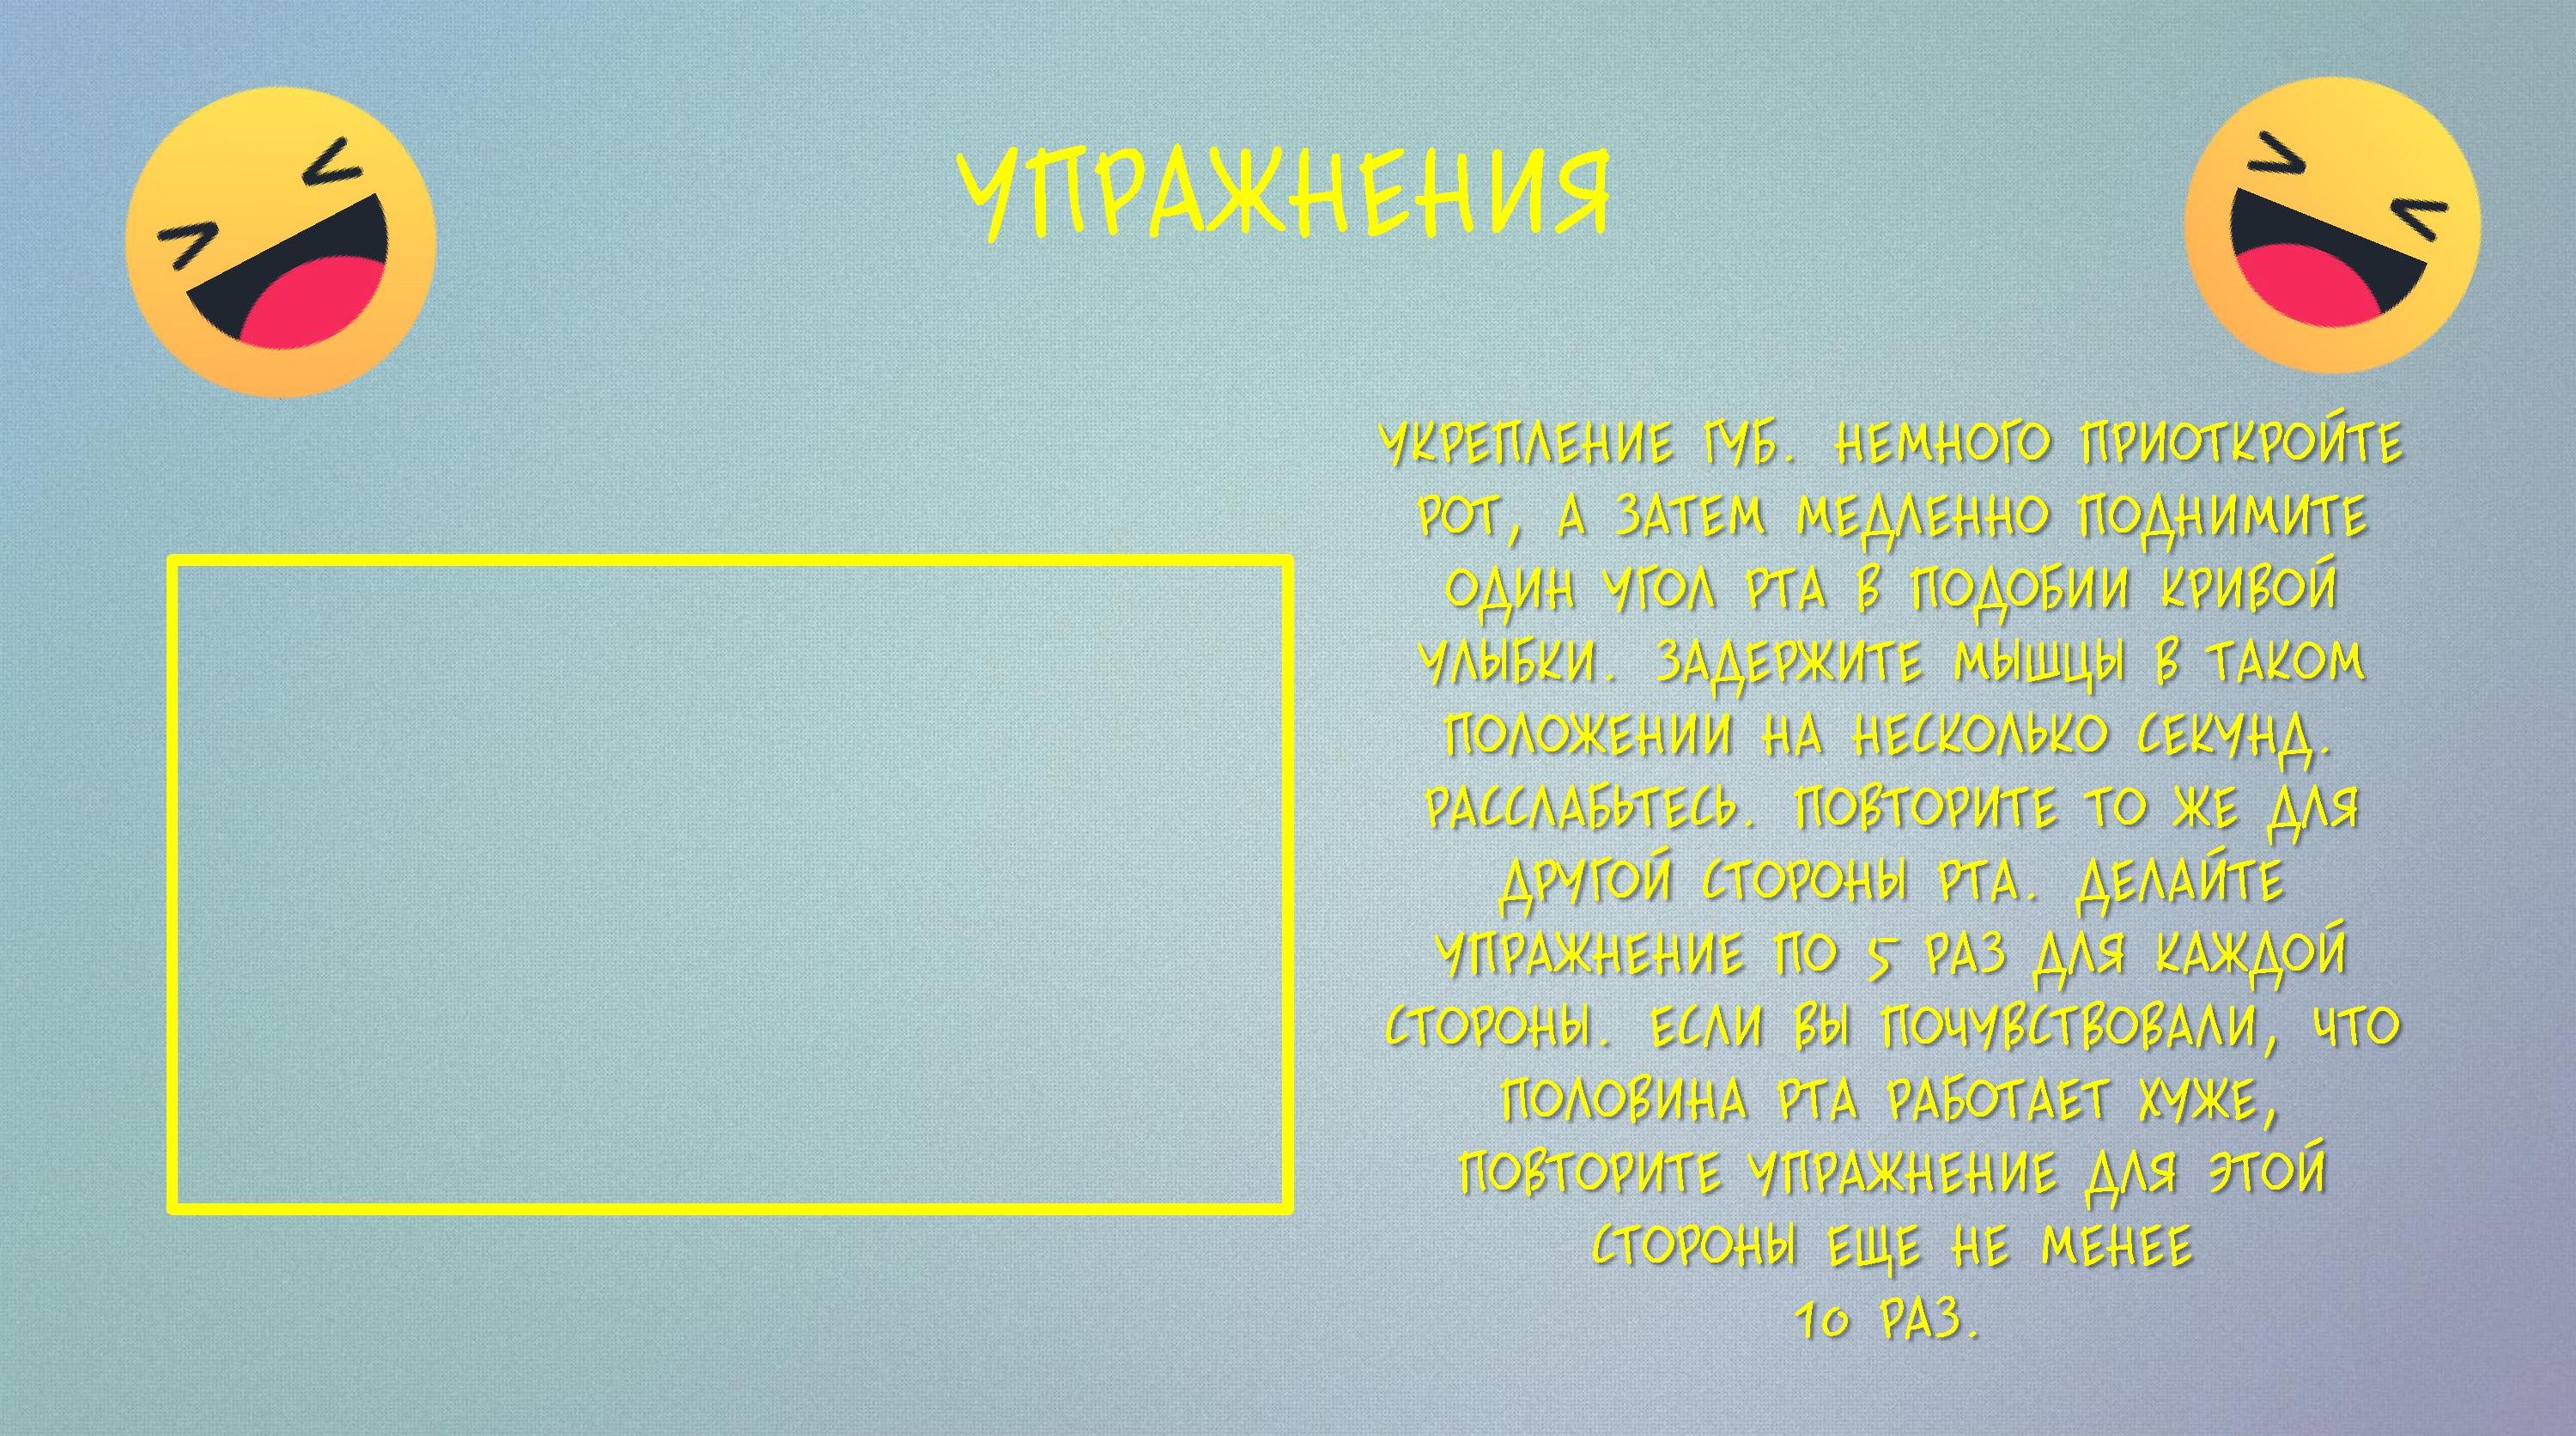 УПРАЖНЕНИЯ
УКРЕПЛЕНИЕ ГУБ. НЕМНОГО ПРИОТКРОЙТЕ
РОТ, А ЗАТЕМ МЕДЛЕННО ПОДНИМИТЕ
ОДИН УГОЛ РТА В ПОДОБИИ КРИВОЙ
УЛЫБКИ. ЗАДЕРЖИТЕ МЫШЦЫ В ТАКОМ
ПОЛОЖЕНИИ НА НЕСКОЛЬКО СЕКУНД.
РАССЛАБЬТЕСЬ. ПОВТОРИТЕ ТО ЖЕ ДЛЯ
ДРУГОЙ СТОРОНЫ РТА. ДЕЛАЙТЕ
УПРАЖНЕНИЕ ПО 5 РАЗ ДЛЯ КАЖДОЙ
СТОРОНЫ. ЕСЛИ ВЫ ПОЧУВСТВОВАЛИ, ЧТО
ПОЛОВИНА РТА РАБОТАЕТ ХУЖЕ,
ПОВТОРИТЕ УПРАЖНЕНИЕ ДЛЯ ЭТОЙ
СТОРОНЫ ЕЩЕ НЕ МЕНЕЕ
10 РАЗ.